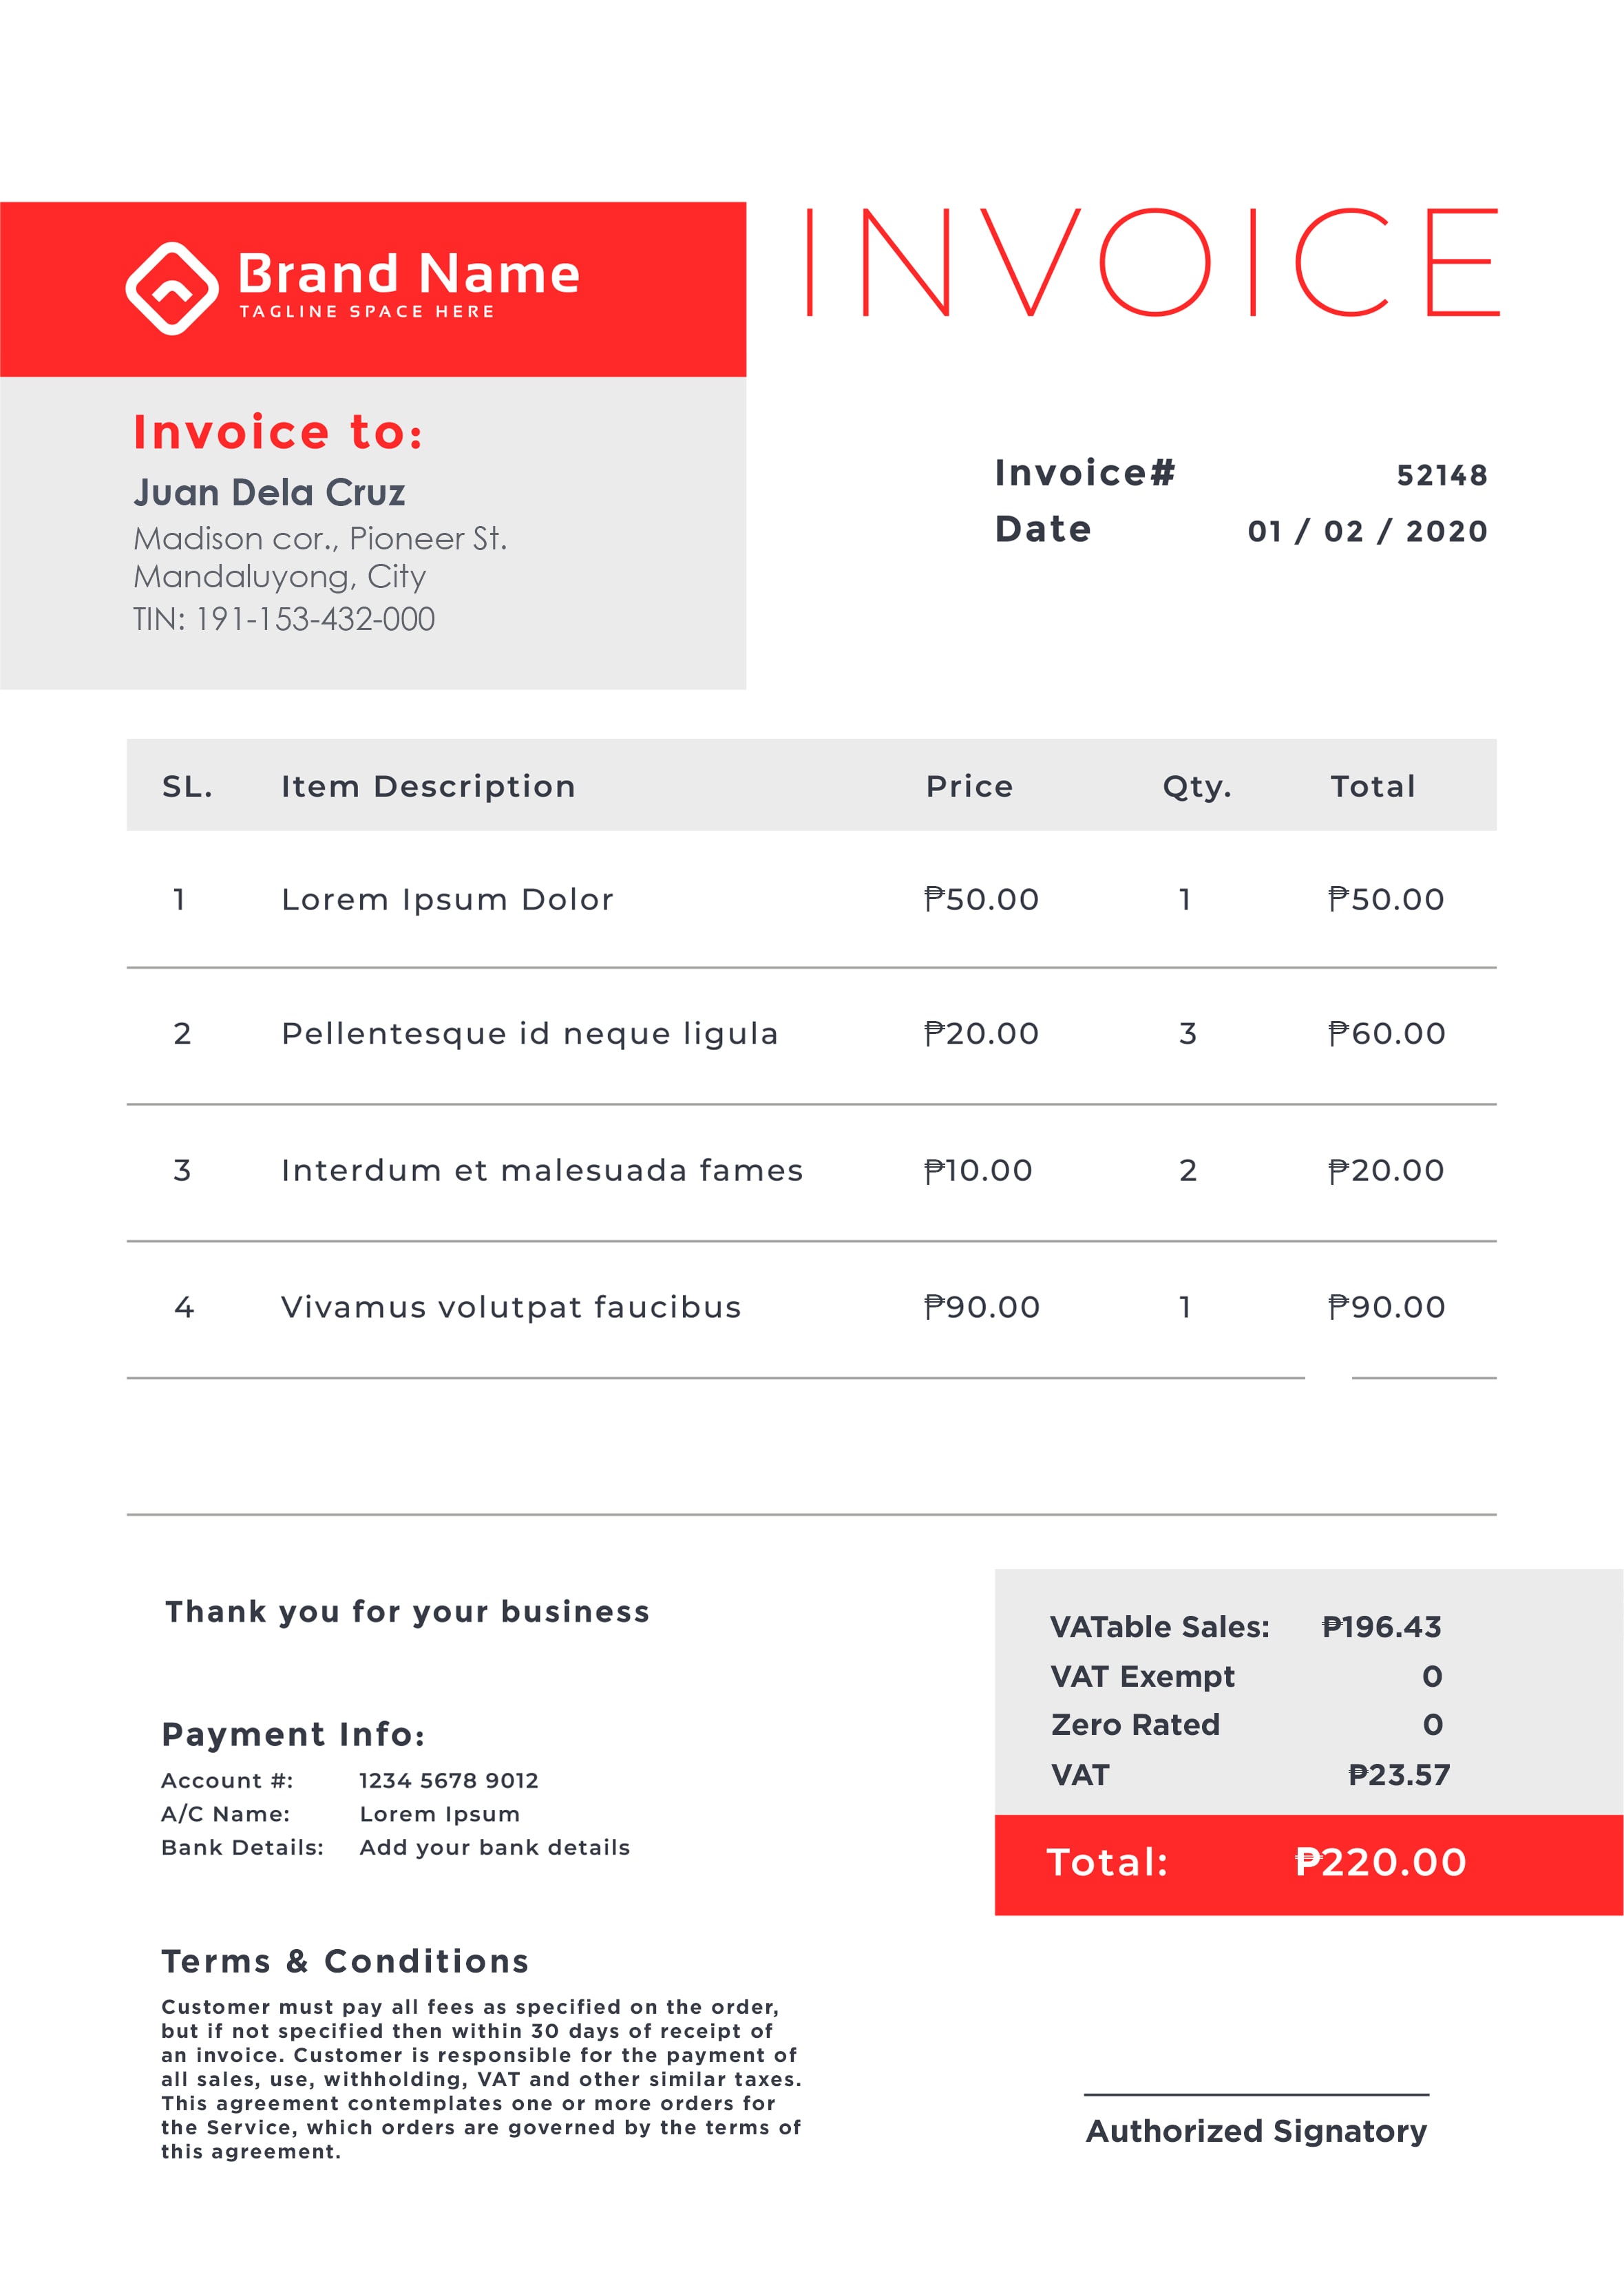 Brand Name
TAGLINE SPACE HERE
INVOICE
Invoice to:
Juan Dela Cruz
Madison cor., Pioneer St.
Mandaluyong, City
TIN: 191-153-432-000
Invoice# 52148
Date 01 / 02 / 2020
SL. Item Description Price Qty. Total
1 Lorem Ipsum Dolor ₱50.00 1 ₱50.00
2 Pellentesque id neque ligula ₱20.00 3 ₱60.00
3 Interdum et malesuada fames ₱10.00 2 ₱20.00
4 Vivamus volutpat faucibus ₱90.00 1 ₱90.00
Thank you for your business
VATable Sales: ₱196.43
VAT Exempt 0
Zero Rated 0
VAT ₱23.57
Total: ₱220.00
Payment Info:
Account #: 1234 5678 9012
A/C Name: Lorem Ipsum
Bank Details: Add your bank details
Terms & Conditions
Customer must pay all fees as specified on the order,
but if not specified then within 30 days of receipt of
an invoice. Customer is responsible for the payment of
all sales, use, withholding, VAT and other similar taxes.
This agreement contemplates one or more orders for
the Service, which orders are governed by the terms of
this agreement.
Authorized Signatory